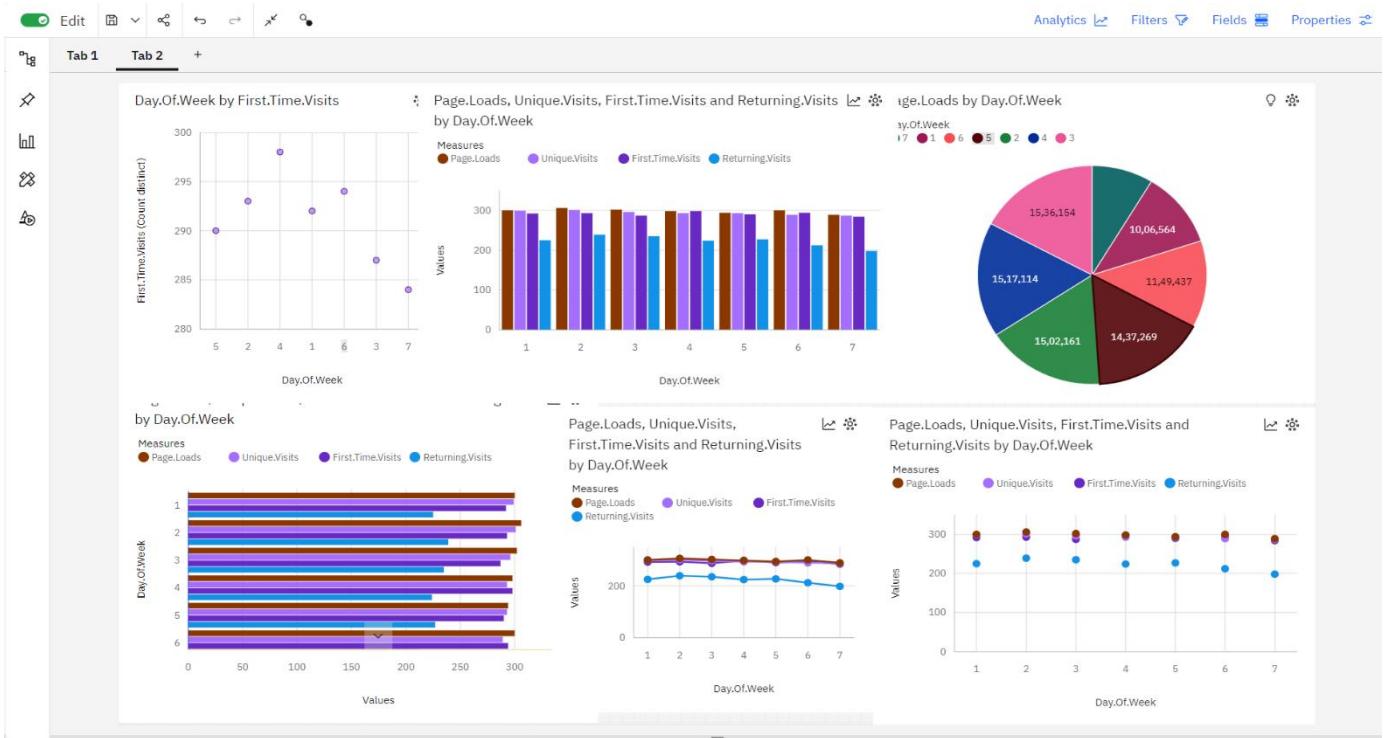 Edit
Analytics
Filters
Fields
Properties
Tab 1
Tab 2
+
Day.Of.Week by First.Time.Visits
First.Time.Visits (Count distinct)
300
295
290
285
280
5 2 4 1 6 3 7
Day.Of.Week
Page.Loads, Unique.Visits, First.Time.Visits and Returning.Visits
by Day.Of.Week
Measures
Page.Loads Unique.Visits First.Time.Visits Returning.Visits
Values
300
200
100
0
1 2 3 4 5 6 7
Day.Of.Week
age.Loads by Day.Of.Week
ay.Of.Week
7 1 6 5 2 4 3
15,36,154
10,06,564
15,17,114
11,49,437
15,02,161
14,37,269
by Day.Of.Week
Measures
Page.Loads Unique.Visits First.Time.Visits Returning.Visits
Day.Of.Week
1
2
3
4
5
6
0 50 100 150 200 250 300
Values
Page.Loads, Unique.Visits,
First.Time.Visits and Returning.Visits
by Day.Of.Week
Measures
Page.Loads Unique.Visits First.Time.Visits
Returning.Visits
Values
200
0
1 2 3 4 5 6 7
Day.Of.Week
Page.Loads, Unique.Visits, First.Time.Visits and
Returning.Visits by Day.Of.Week
Measures
Page.Loads Unique.Visits First.Time.Visits Returning.Visits
Values
300
200
100
0
1 2 3 4 5 6 7
Day.Of.Week